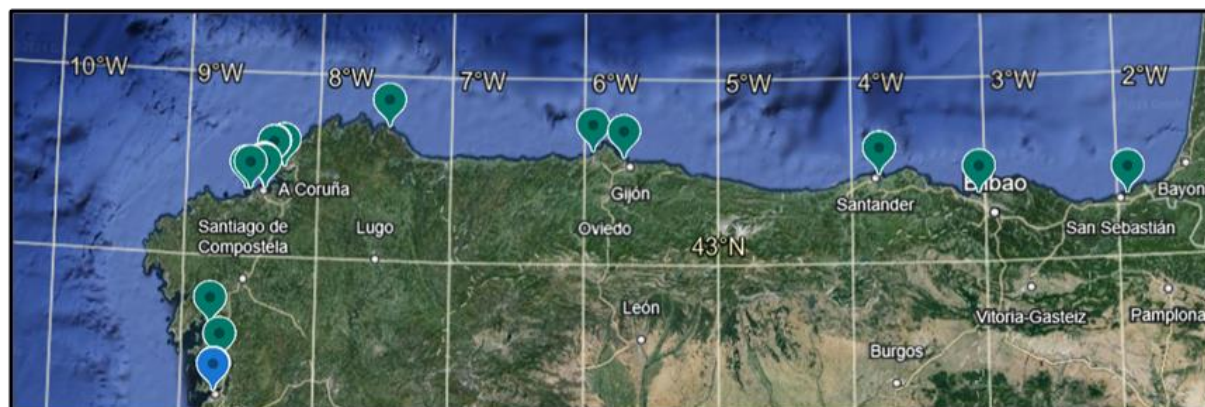 10°W
9°W
8°W
7°W
6°W
5°W
4°W
3°W
2°W
A Coruña
Gijón
Bilbao
Bayon
Santander
San Sebastián
Santiago de
Compostela
Lugo
Oviedo
43°N
León
Vitoria-Gasteiz
Pamplona
Burgos